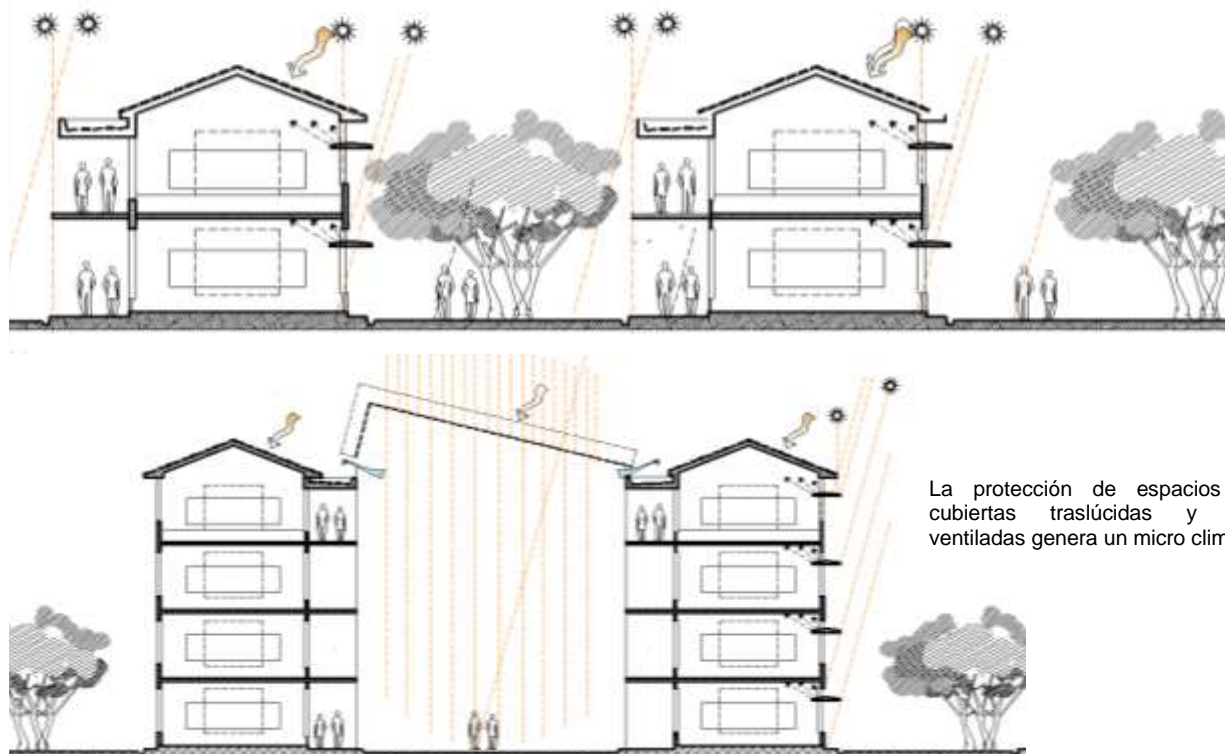 La protección de espacios
cubiertas traslúcidas y
ventiladas genera un micro clim